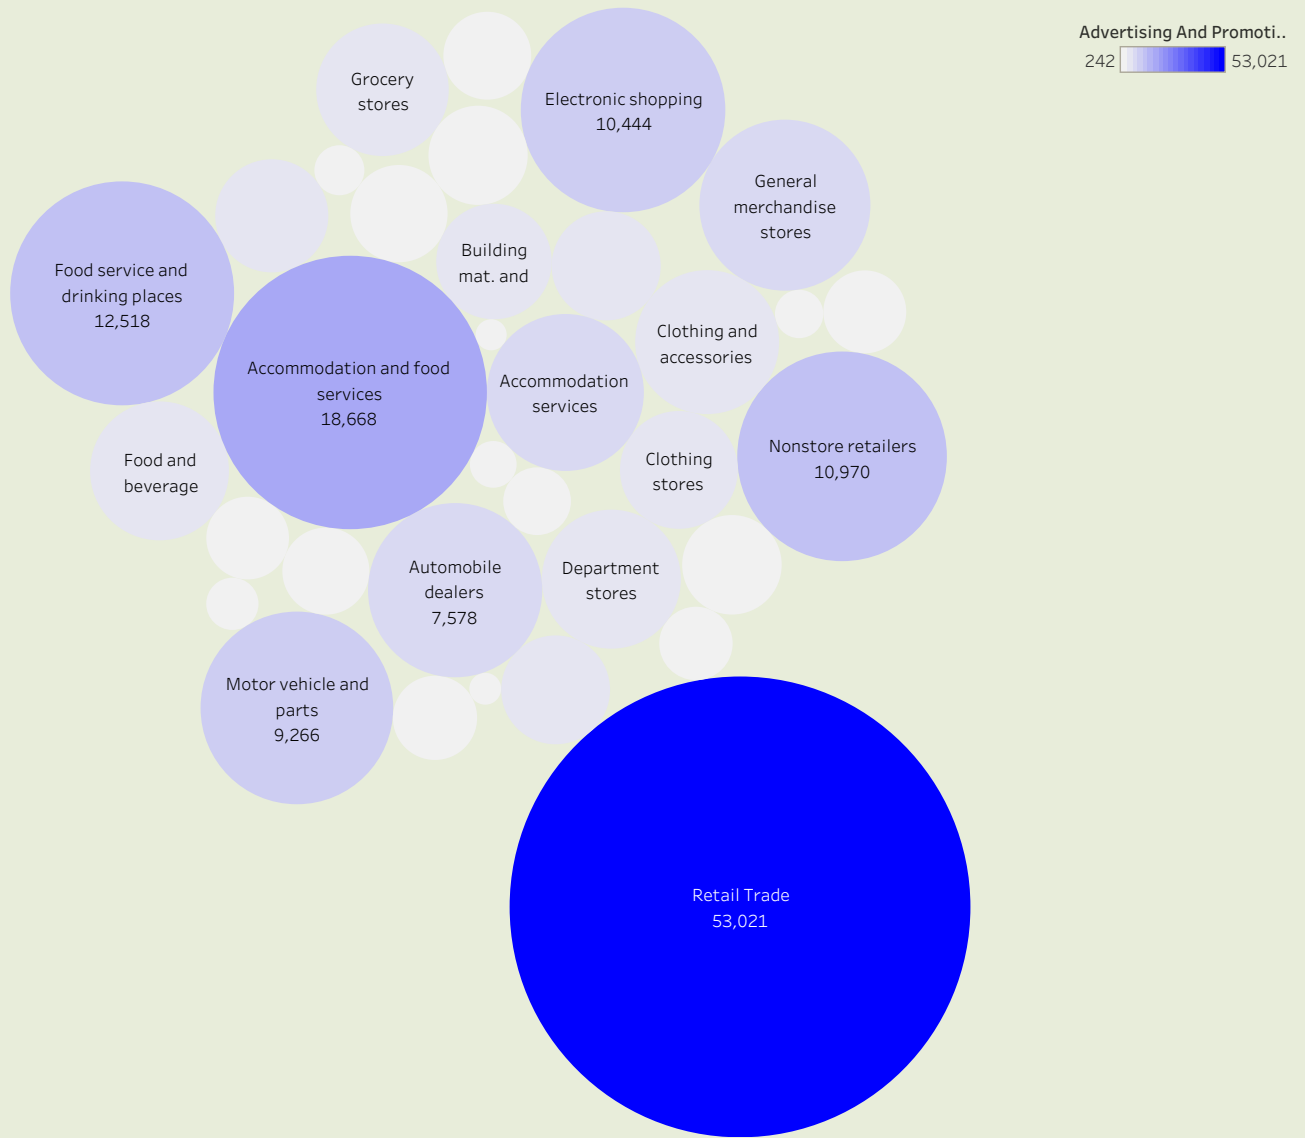 Advertising And Promoti..
242 53,021
Grocery
stores
Electronic shopping
10,444
General
merchandise
stores
Building
mat. and
Food service and
drinking places
12,518
Clothing and
accessories
Accommodation and food
services
18,668
Accommodation
services
Nonstore retailers
10,970
Food and
beverage
Clothing
stores
Automobile
dealers
7,578
Department
stores
Motor vehicle and
parts
9,266
Retail Trade
53,021